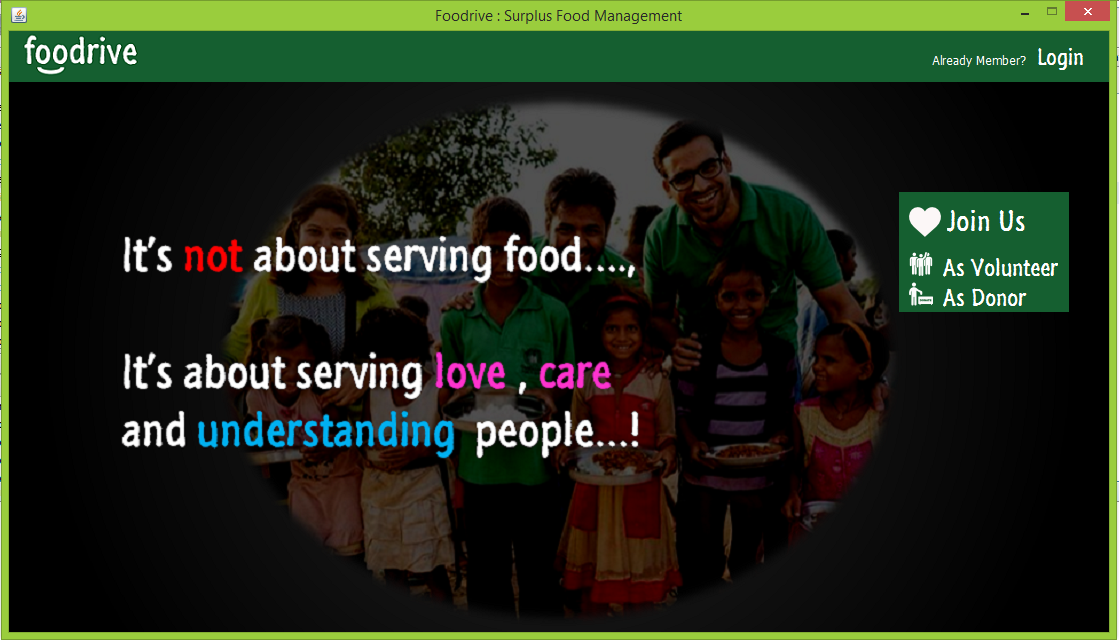 Foodrive : Surplus Food Management
foodrive
Already Member? Login
It's not about serving food....,
It's about serving love , care
and understanding people...!
Join Us
As Volunteer
As Donor